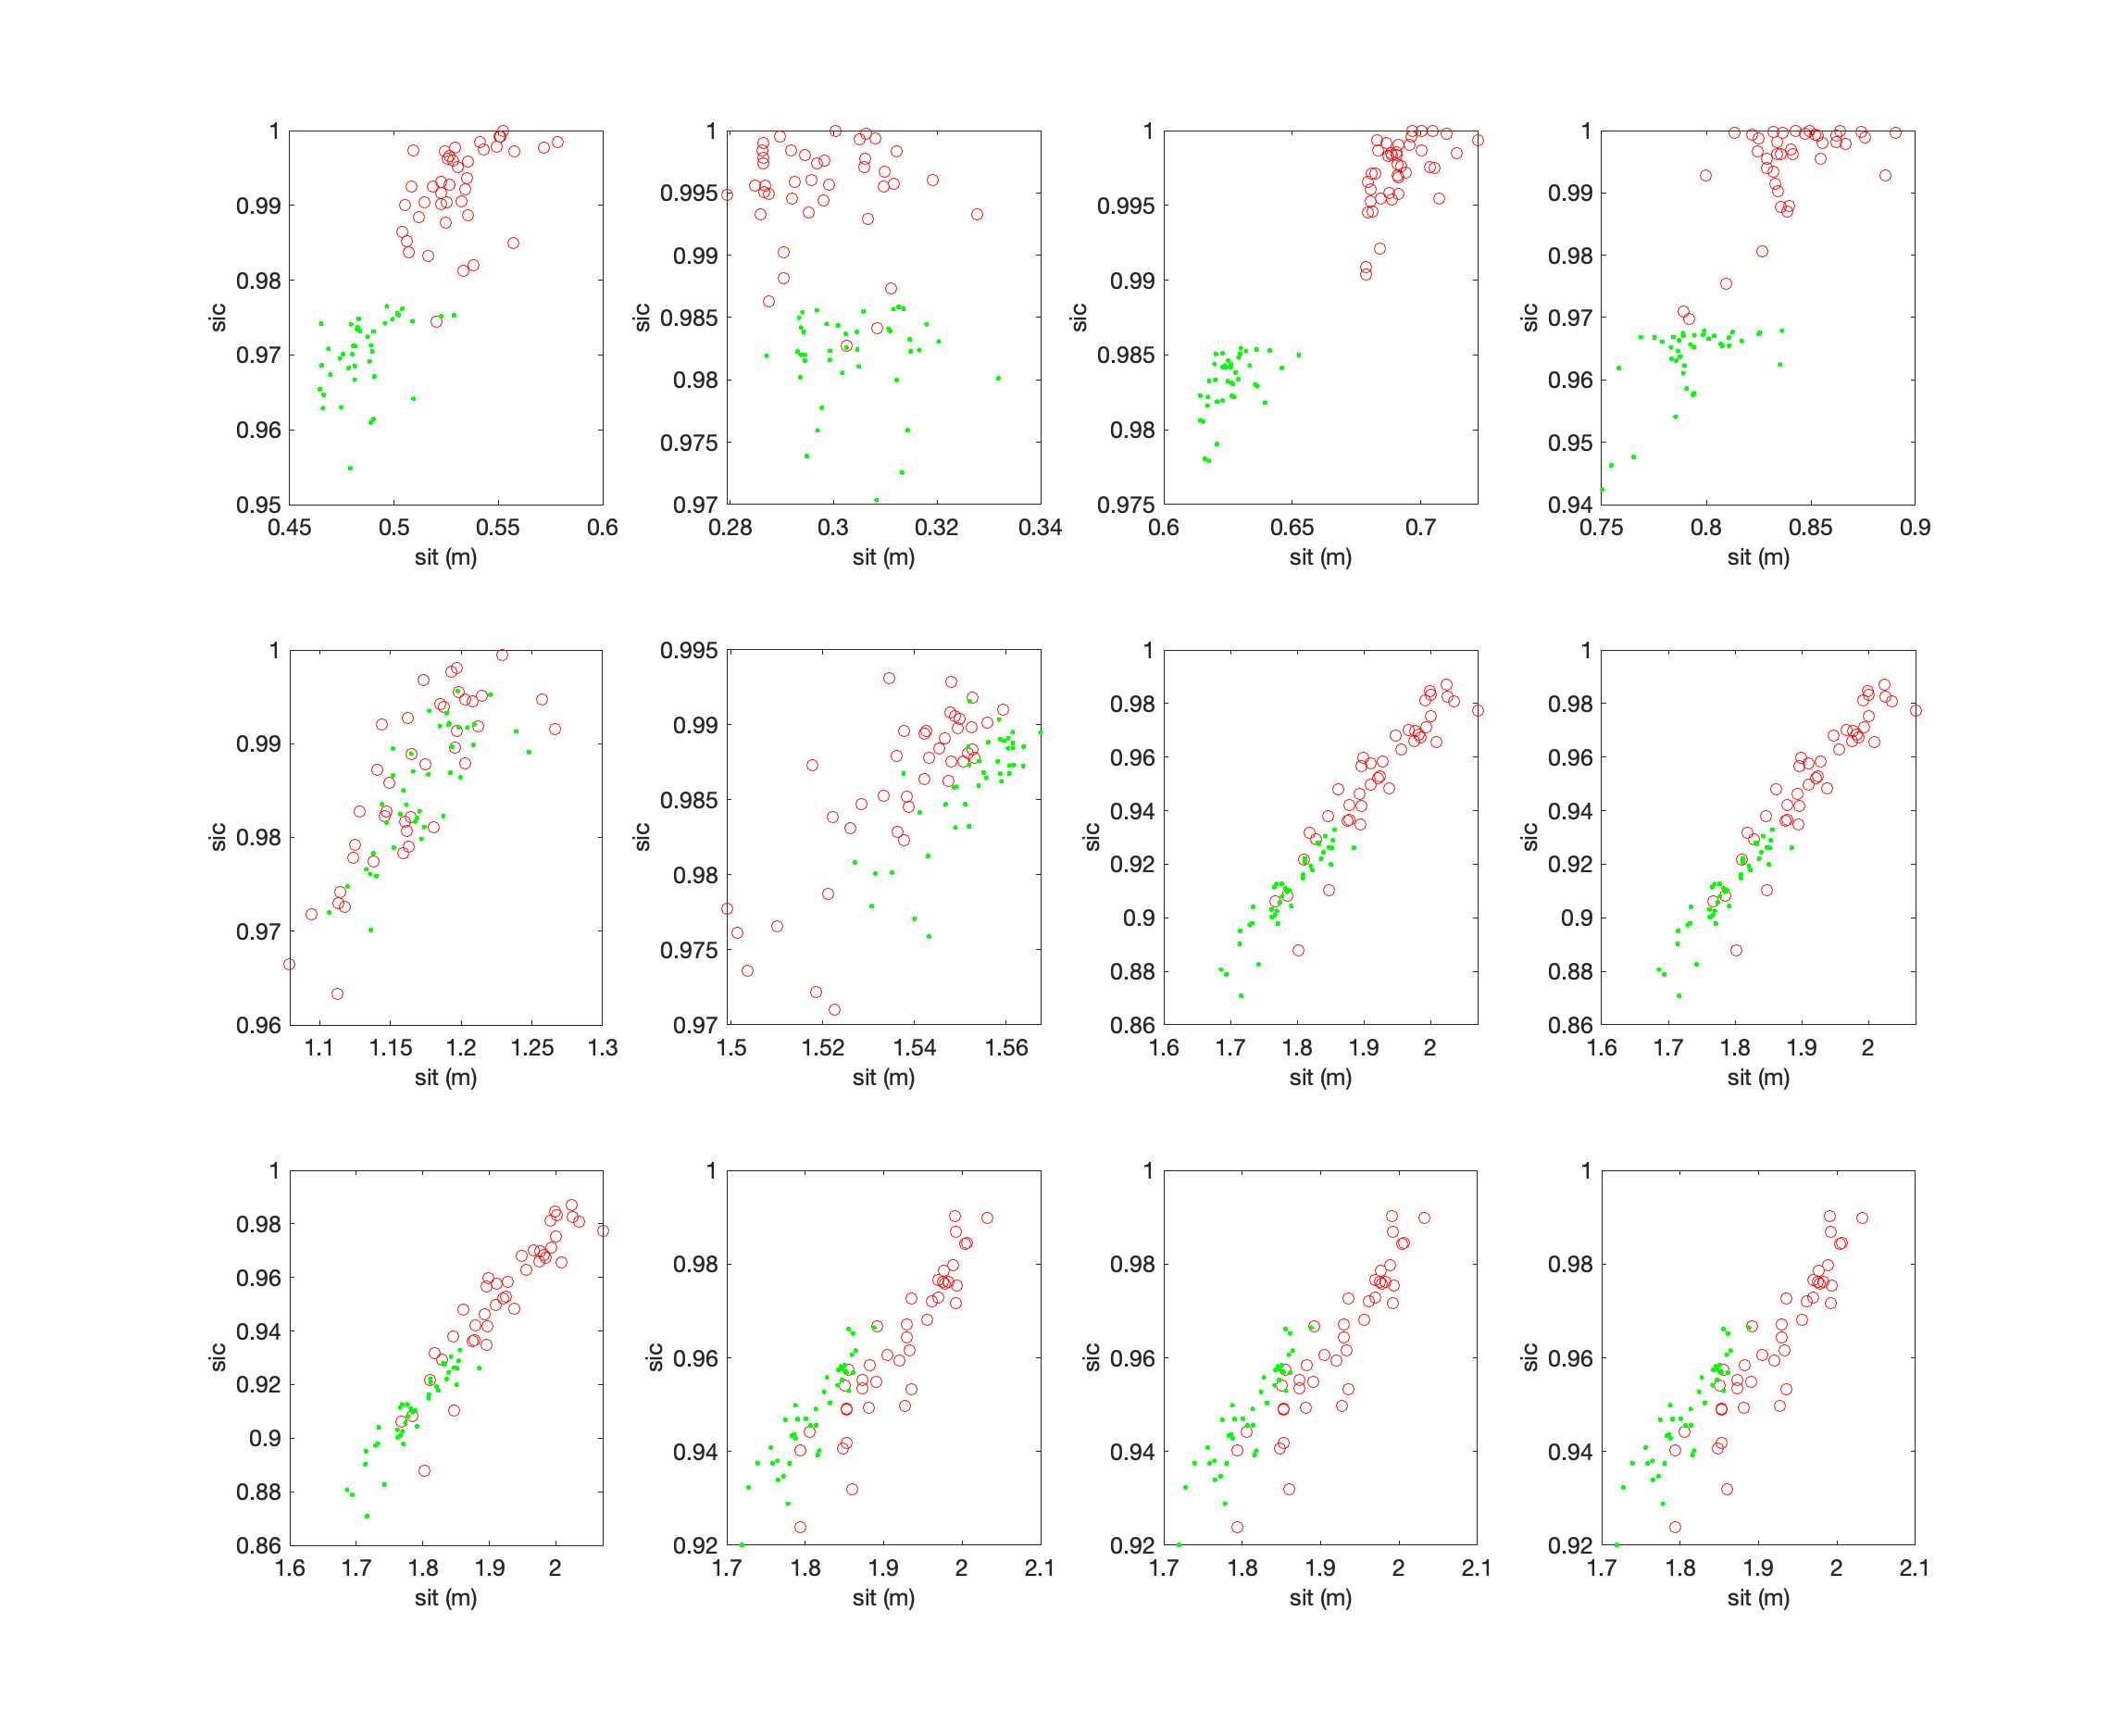 1 0.99 0.98 0.97 0.96 0.95
sic
0.45 0.5 0.55 0.6
sit (m)
1 0.995 0.99 0.985 0.98 0.975 0.97
sic
0.28 0.3 0.32 0.34
sit (m)
1 0.995 0.99 0.985 0.98 0.975
sic
0.6 0.65 0.7
sit (m)
1 0.99 0.98 0.97 0.96 0.95 0.94
sic
0.75 0.8 0.85 0.9
sit (m)
1 0.99 0.98 0.97 0.96
sic
1.1 1.15 1.2 1.25 1.3
sit (m)
0.995 0.99 0.985 0.98 0.975 0.97
sic
1.5 1.52 1.54 1.56
sit (m)
1 0.98 0.96 0.94 0.92 0.9 0.88 0.86
sic
1.6 1.7 1.8 1.9 2
sit (m)
1 0.98 0.96 0.94 0.92 0.9 0.88 0.86
sic
1.6 1.7 1.8 1.9 2
sit (m)
1 0.98 0.96 0.94 0.92 0.9 0.88 0.86
sic
1.6 1.7 1.8 1.9 2
sit (m)
1 0.98 0.96 0.94 0.92
sic
1.7 1.8 1.9 2 2.1
sit (m)
1 0.98 0.96 0.94 0.92
sic
1.7 1.8 1.9 2 2.1
sit (m)
1 0.98 0.96 0.94 0.92
sic
1.7 1.8 1.9 2 2.1
sit (m)